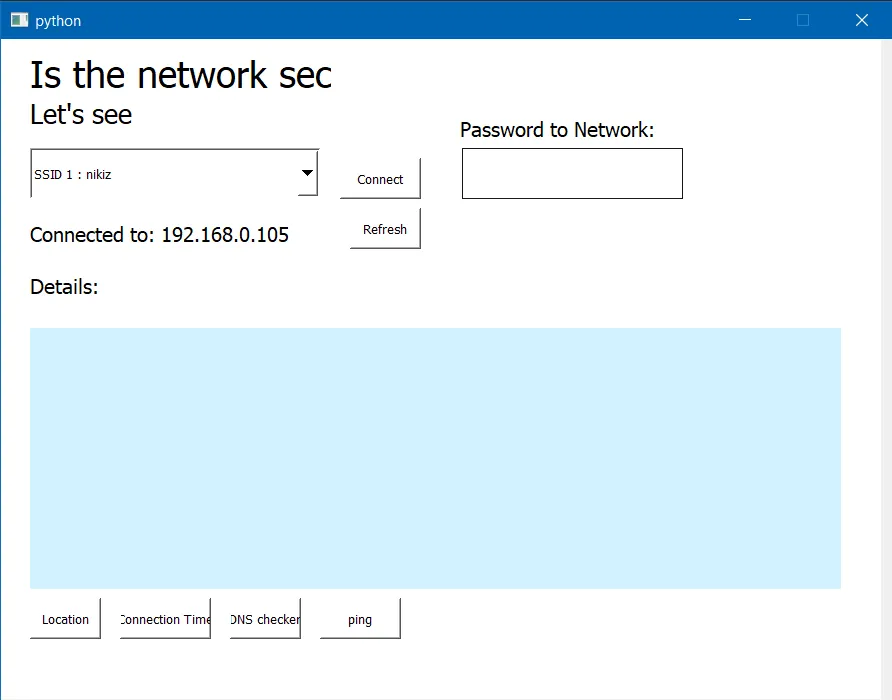 python
Is the network sec
Let's see
Password to Network:
SSID 1 : nikiz
Connect
Connected to: 192.168.0.105
Refresh
Details:
Location
Connection Time
DNS checker
ping